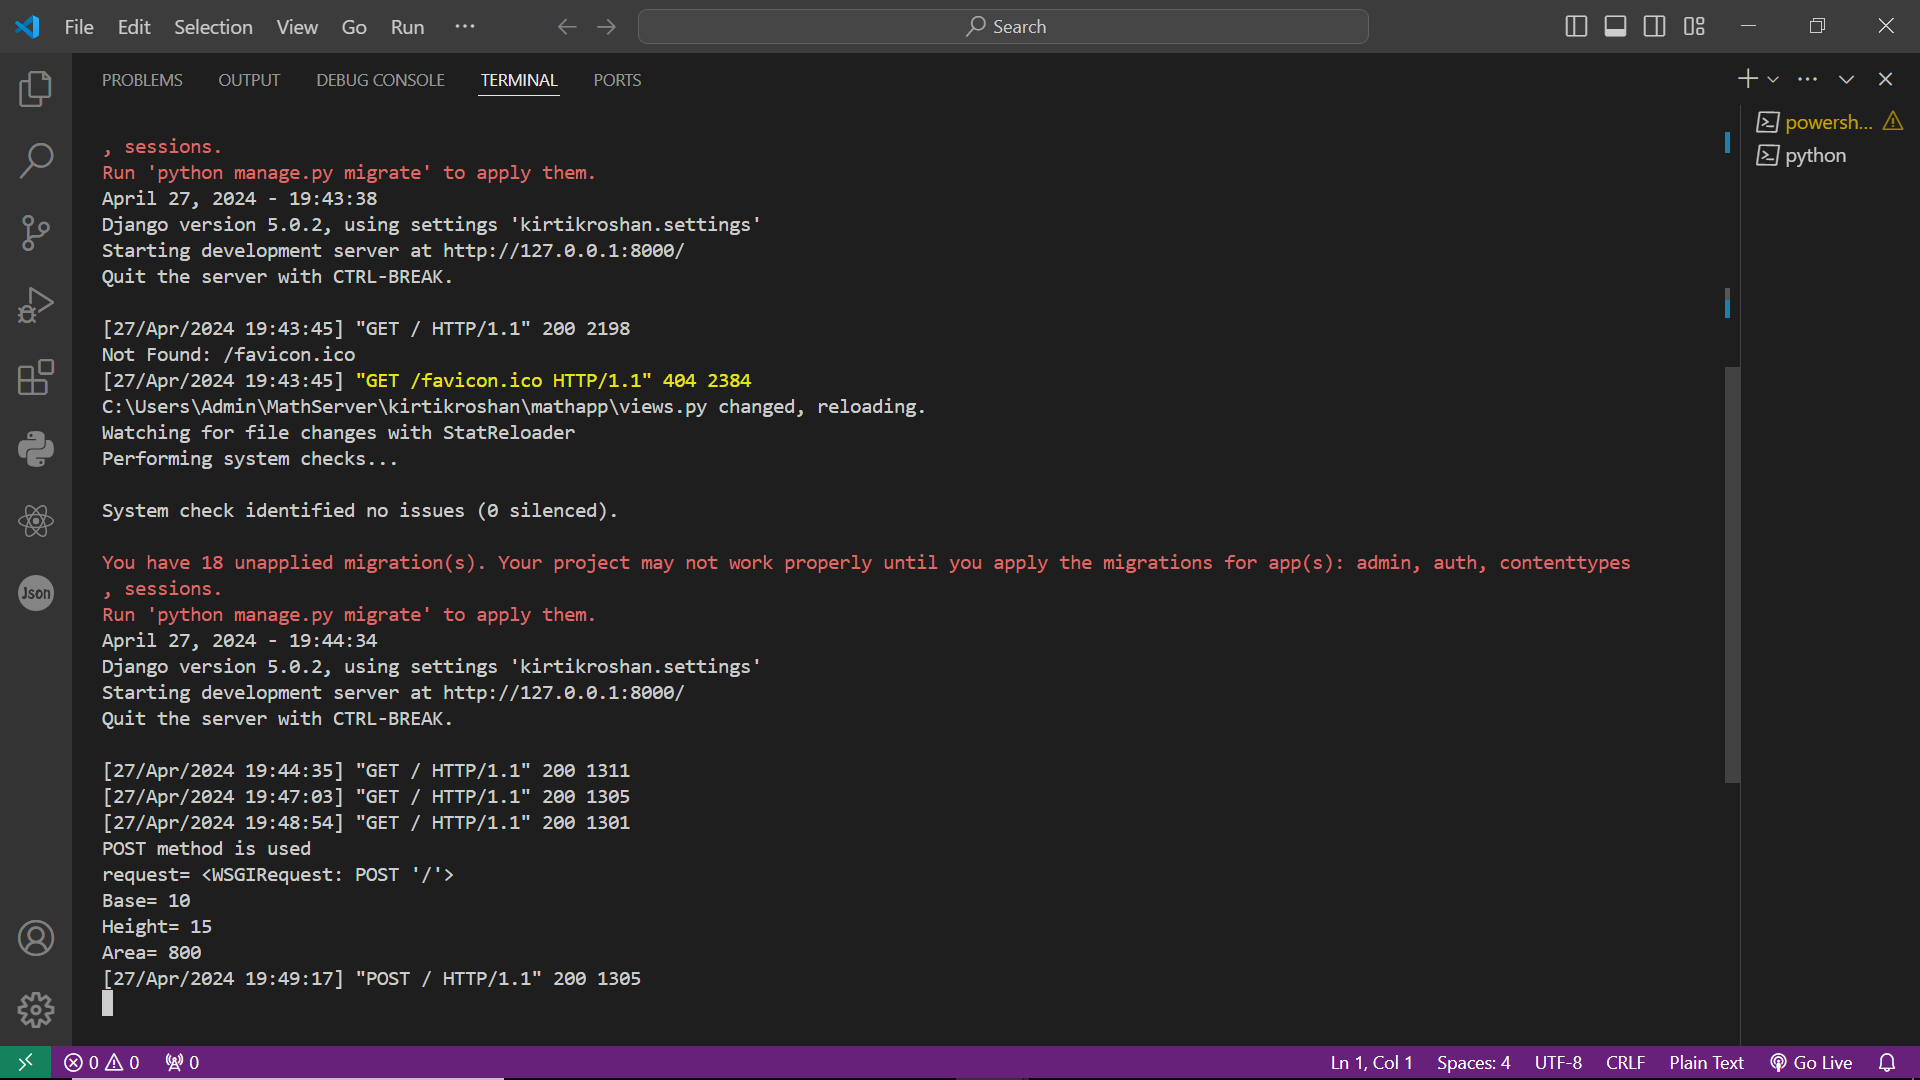 File Edit Selection View Go Run ··· Search
PROBLEMS OUTPUT DEBUG CONSOLE TERMINAL PORTS
powersh...
python
, sessions.
Run 'python manage.py migrate' to apply them.
April 27, 2024 - 19:43:38
Django version 5.0.2, using settings 'kirtikroshan.settings'
Starting development server at http://127.0.0.1:8000/
Quit the server with CTRL-BREAK.
[27/Apr/2024 19:43:45] "GET / HTTP/1.1" 200 2198
Not Found: /favicon.ico
[27/Apr/2024 19:43:45] "GET /favicon.ico HTTP/1.1" 404 2384
C:\Users\Admin\MathServer\kirtikroshan\mathapp\views.py changed, reloading.
Watching for file changes with StatReloader
Performing system checks...
System check identified no issues (0 silenced).
You have 18 unapplied migration(s). Your project may not work properly until you apply the migrations for app(s): admin, auth, contenttypes
, sessions.
Run 'python manage.py migrate' to apply them.
April 27, 2024 - 19:44:34
Django version 5.0.2, using settings 'kirtikroshan.settings'
Starting development server at http://127.0.0.1:8000/
Quit the server with CTRL-BREAK.
[27/Apr/2024 19:44:35] "GET / HTTP/1.1" 200 1311
[27/Apr/2024 19:47:03] "GET / HTTP/1.1" 200 1305
[27/Apr/2024 19:48:54] "GET / HTTP/1.1" 200 1301
POST method is used
request= <WSGIRequest: POST '/'>
Base= 10
Height= 15
Area= 800
[27/Apr/2024 19:49:17] "POST / HTTP/1.1" 200 1305
Json
0 0 0 Ln 1, Col 1 Spaces: 4 UTF-8 CRLF Plain Text Go Live